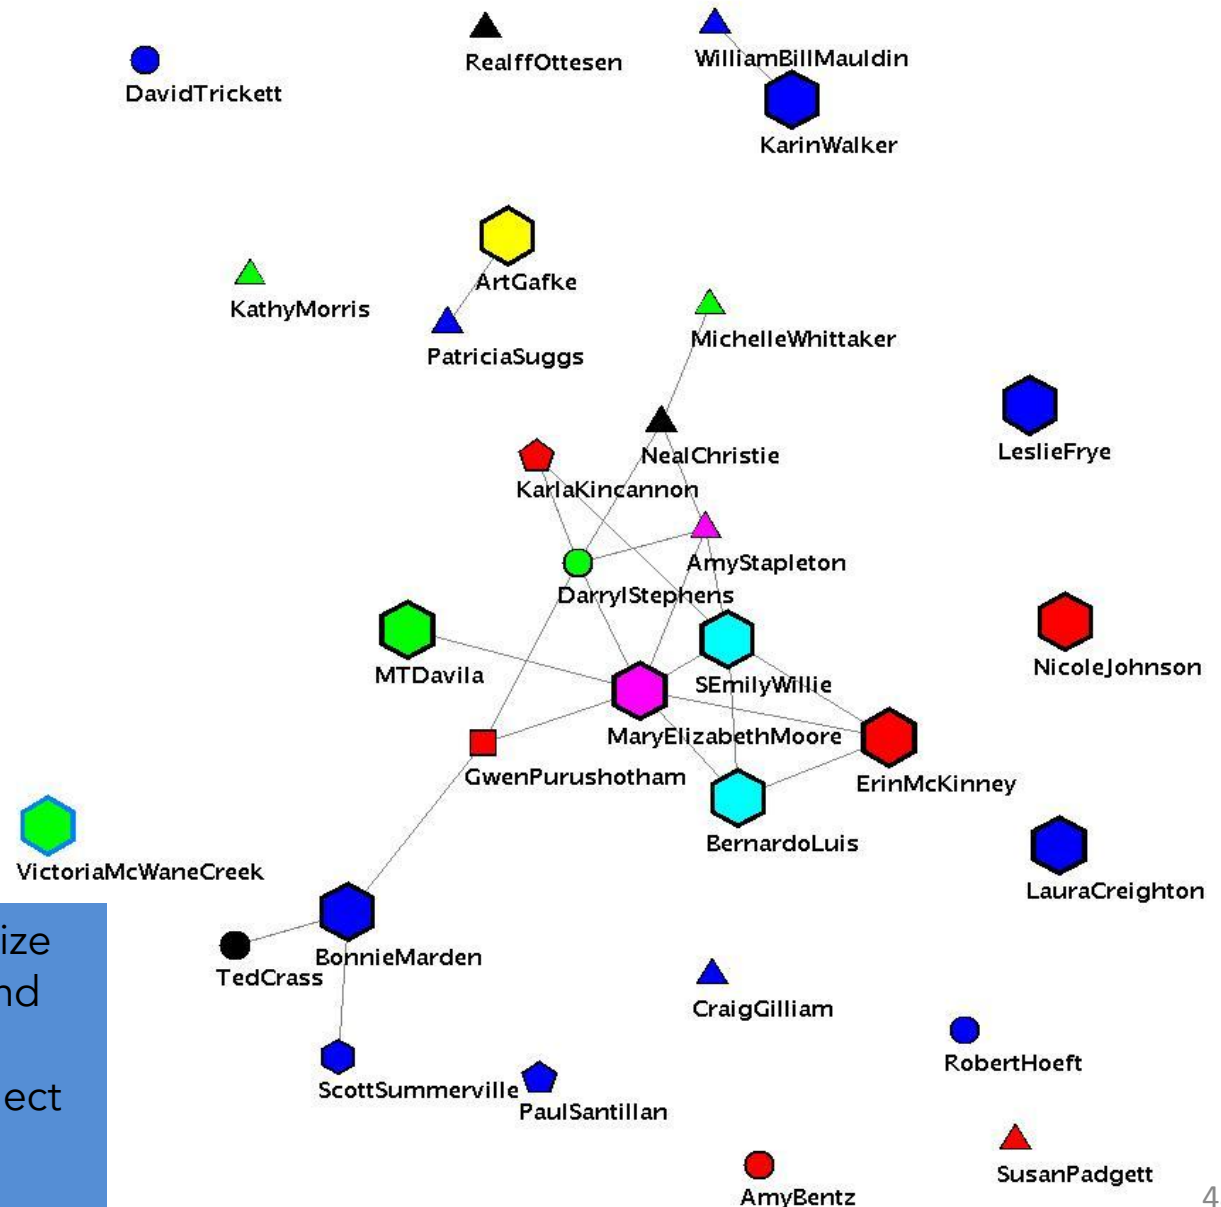 RealffOttesen
WilliamBillMauldin
DavidTrickett
KarinWalker
ArtGafke
KathyMorris
MichelleWhittaker
PatriciaSuggs
LeslieFrye
NealChristie
KarlaKincannon
AmyStapleton
DarrylStephens
NicoleJohnson
MTDavila
SEmilyWillie
MaryElizabethMoore
GwenPurushotham
ErinMcKinney
BernardoLuis
VictoriaMcWaneCreek
LauraCreighton
ize
BonnieMarden
TedCrass
nd
CraigGilliam
RobertHoeft
ScottSummerville
ect
PaulSantillan
SusanPadgett
AmyBentz
4